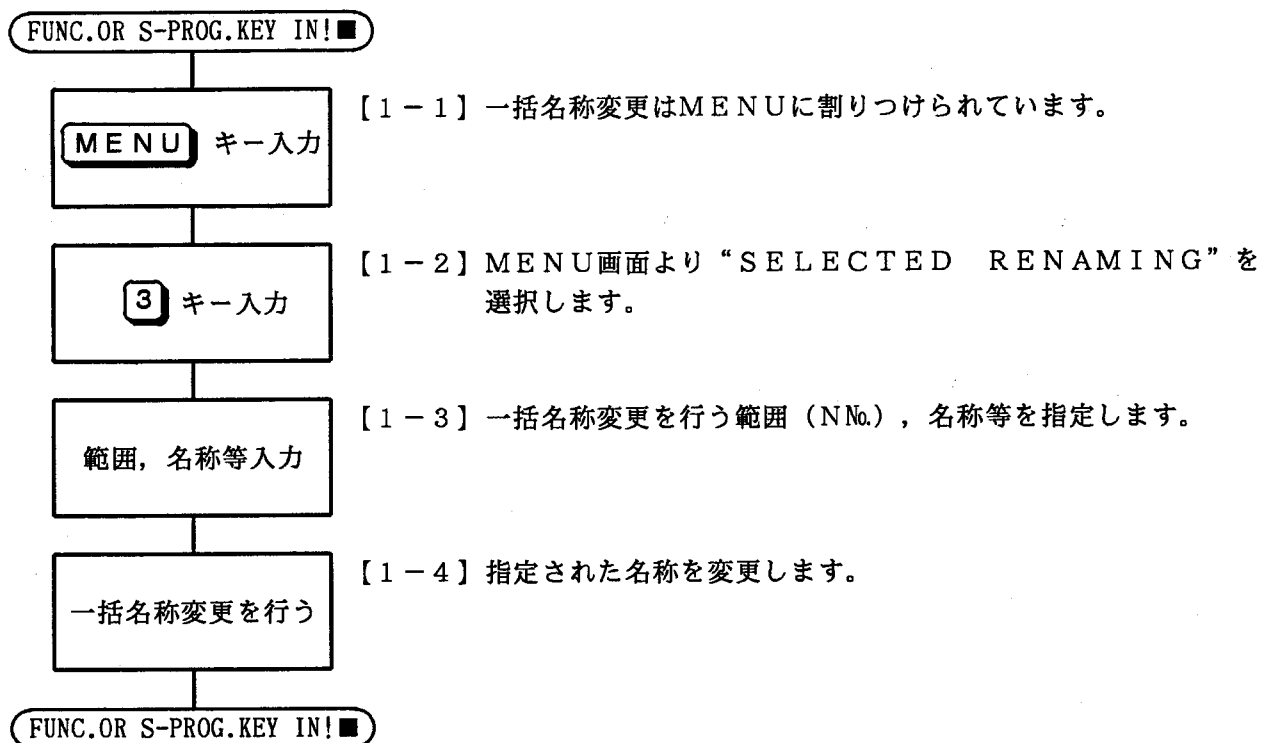 FUNC.OR S-PROG.KEY IN!■
MENU キー入力
【1－1】一括名称変更はＭＥＮＵに割りつけられています。
3 キー入力
【1－2】ＭＥＮＵ画面より“ＳＥＬＥＣＴＥＤ　ＲＥＮＡＭＩＮＧ”を
選択します。
範囲，名称等入力
【1－3】一括名称変更を行う範囲（Ｎ№），名称等を指定します。
一括名称変更を行う
【1－4】指定された名称を変更します。
FUNC.OR S-PROG.KEY IN!■